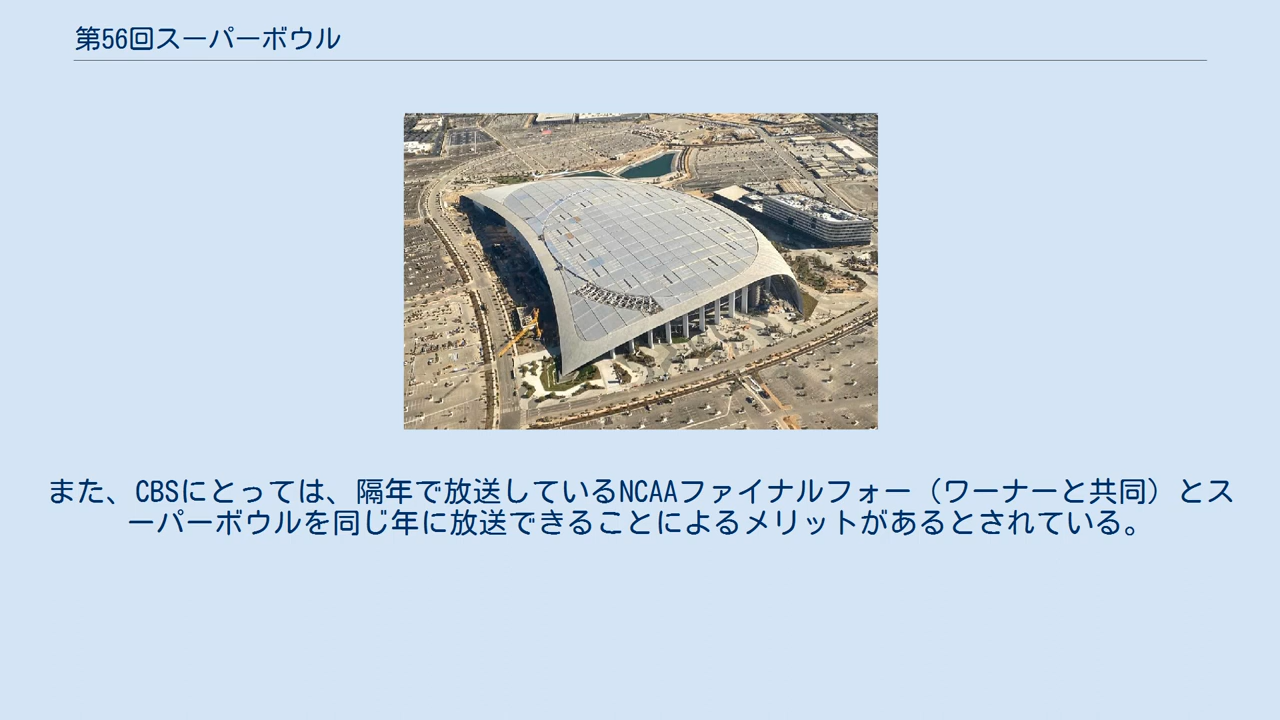 第56回スーパーボウル
また、CBSにとっては、隔年で放送しているNCAAファイナルフォー（ワーナーと共同）とス
ーパーボウルを同じ年に放送できることによるメリットがあるとされている。